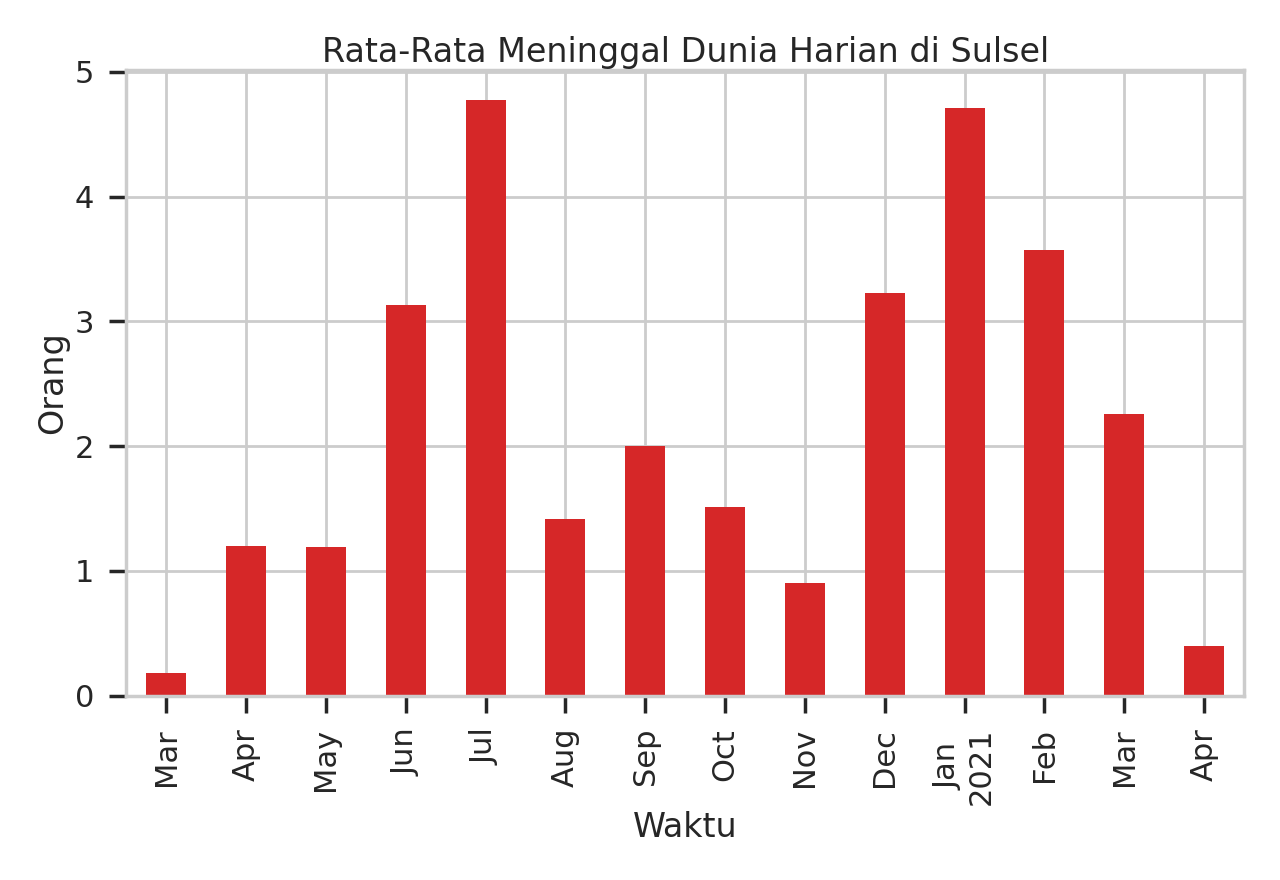 Rata-Rata Meninggal Dunia Harian di Sulsel
5
4
3
2
1
0
Orang
Mar
Apr
May
Jun
Jul
Aug
Sep
Oct
Nov
Dec
Jan
2021
Feb
Mar
Apr
Waktu